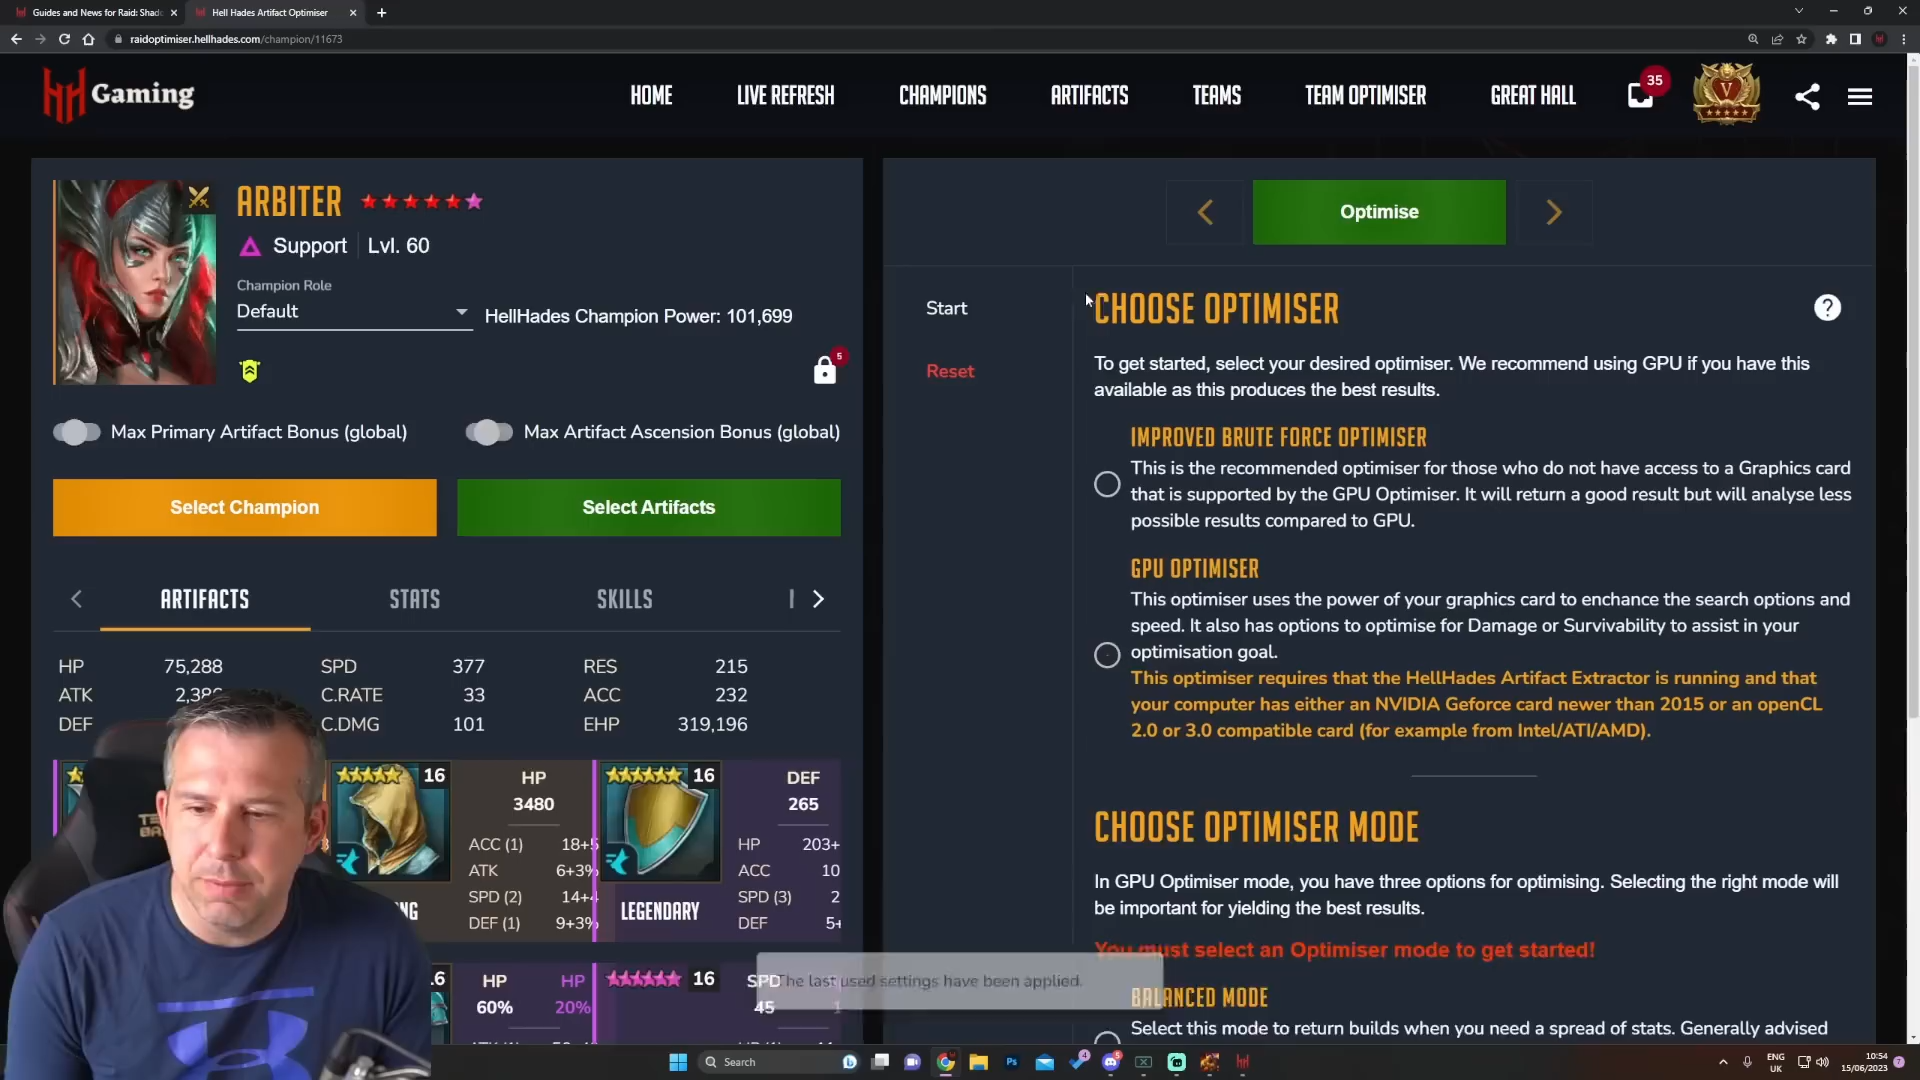 Guides and News for Raid: Shad
Hell Hades Artifact Optimiser
raidoptimiser.hellhades.com/champion/11673
Gaming
HOME
LIVE REFRESH
CHAMPIONS
ARTIFACTS
TEAMS
TEAM OPTIMISER
GREAT HALL
35
V
ARBITER
Support
Lvl. 60
Champion Role
Default
HellHades Champion Power: 101,699
5
Max Primary Artifact Bonus (global)
Max Artifact Ascension Bonus (global)
Select Champion
Select Artifacts
ARTIFACTS
STATS
SKILLS
HP 75,288 SPD 377 RES 215
ATK C.RATE 33 ACC 232
DEF C.DMG 101 EHP 319,196
16 HP 3480
ACC (1) 18+5
ATK 6+3%
SPD (2) 14+4
DEF (1) 9+3%
16 DEF 265
HP 203+
ACC 10
SPD (3) 2
DEF 5+
LEGENDARY
HP 60% HP 20%
16 SPD 45
Optimise
Start
Reset
CHOOSE OPTIMISER
To get started, select your desired optimiser. We recommend using GPU if you have this
available as this produces the best results.
IMPROVED BRUTE FORCE OPTIMISER
This is the recommended optimiser for those who do not have access to a Graphics card
that is supported by the GPU Optimiser. It will return a good result but will analyse less
possible results compared to GPU.
GPU OPTIMISER
This optimiser uses the power of your graphics card to enchance the search options and
speed. It also has options to optimise for Damage or Survivability to assist in your
optimisation goal.
This optimiser requires that the HellHades Artifact Extractor is running and that
your computer has either an NVIDIA Geforce card newer than 2015 or an openCL
2.0 or 3.0 compatible card (for example from Intel/ATI/AMD).
CHOOSE OPTIMISER MODE
In GPU Optimiser mode, you have three options for optimising. Selecting the right mode will
be important for yielding the best results.
You must select an Optimiser mode to get started!
The last used settings have been applied.
BALANCED MODE
Select this mode to return builds when you need a spread of stats. Generally advised
Search
ENG
UK
10:54
15/06/2023